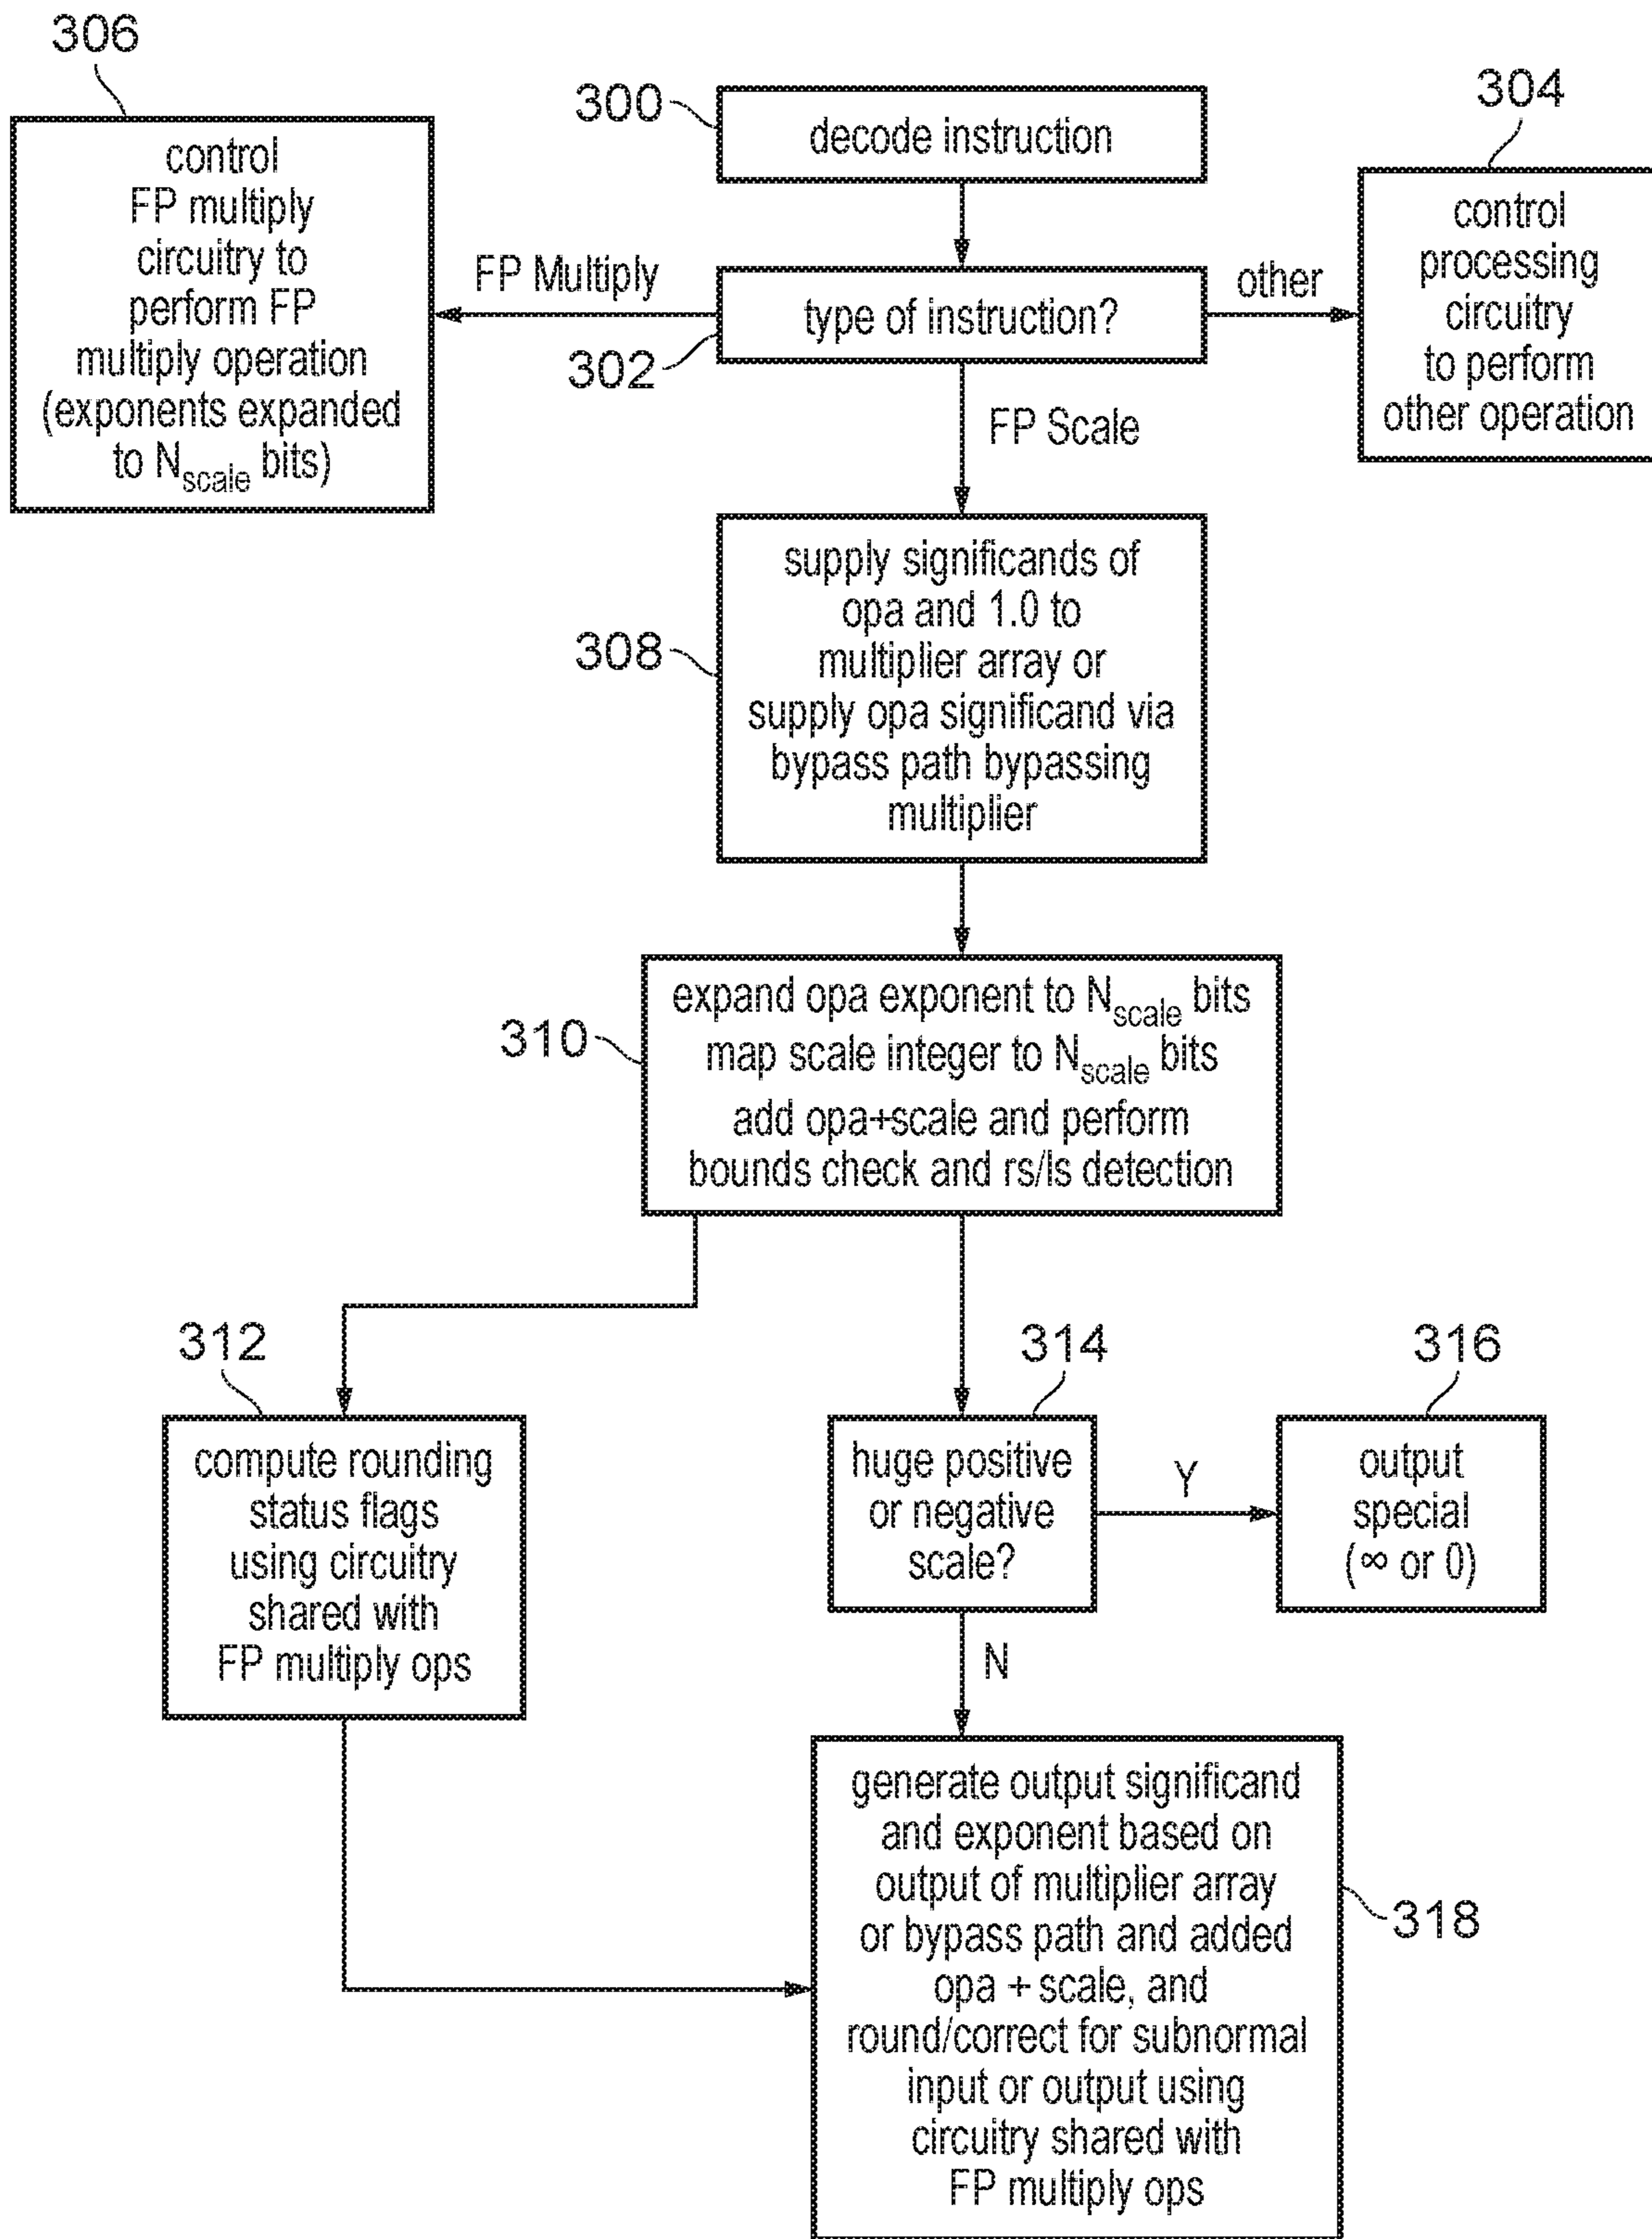 306
control
FP multiply
circuitry to
perform FP
multiply operation
(exponents expanded
to Nscale bits)
300
decode instruction
304
control
processing
circuitry
to perform
other operation
FP Multiply
type of instruction?
other
302
FP Scale
308
supply significands of
opa and 1.0 to
multiplier array or
supply opa significand via
bypass path bypassing
multiplier
310
expand opa exponent to Nscale bits
map scale integer to Nscale bits
add opa+scale and perform
bounds check and rs/ls detection
312
compute rounding
status flags
using circuitry
shared with
FP multiply ops
314
huge positive
or negative
scale?
Y
316
output
special
(∞ or 0)
N
generate output significand
and exponent based on
output of multiplier array
or bypass path and added
opa + scale, and
round/correct for subnormal
input or output using
circuitry shared with
FP multiply ops
318